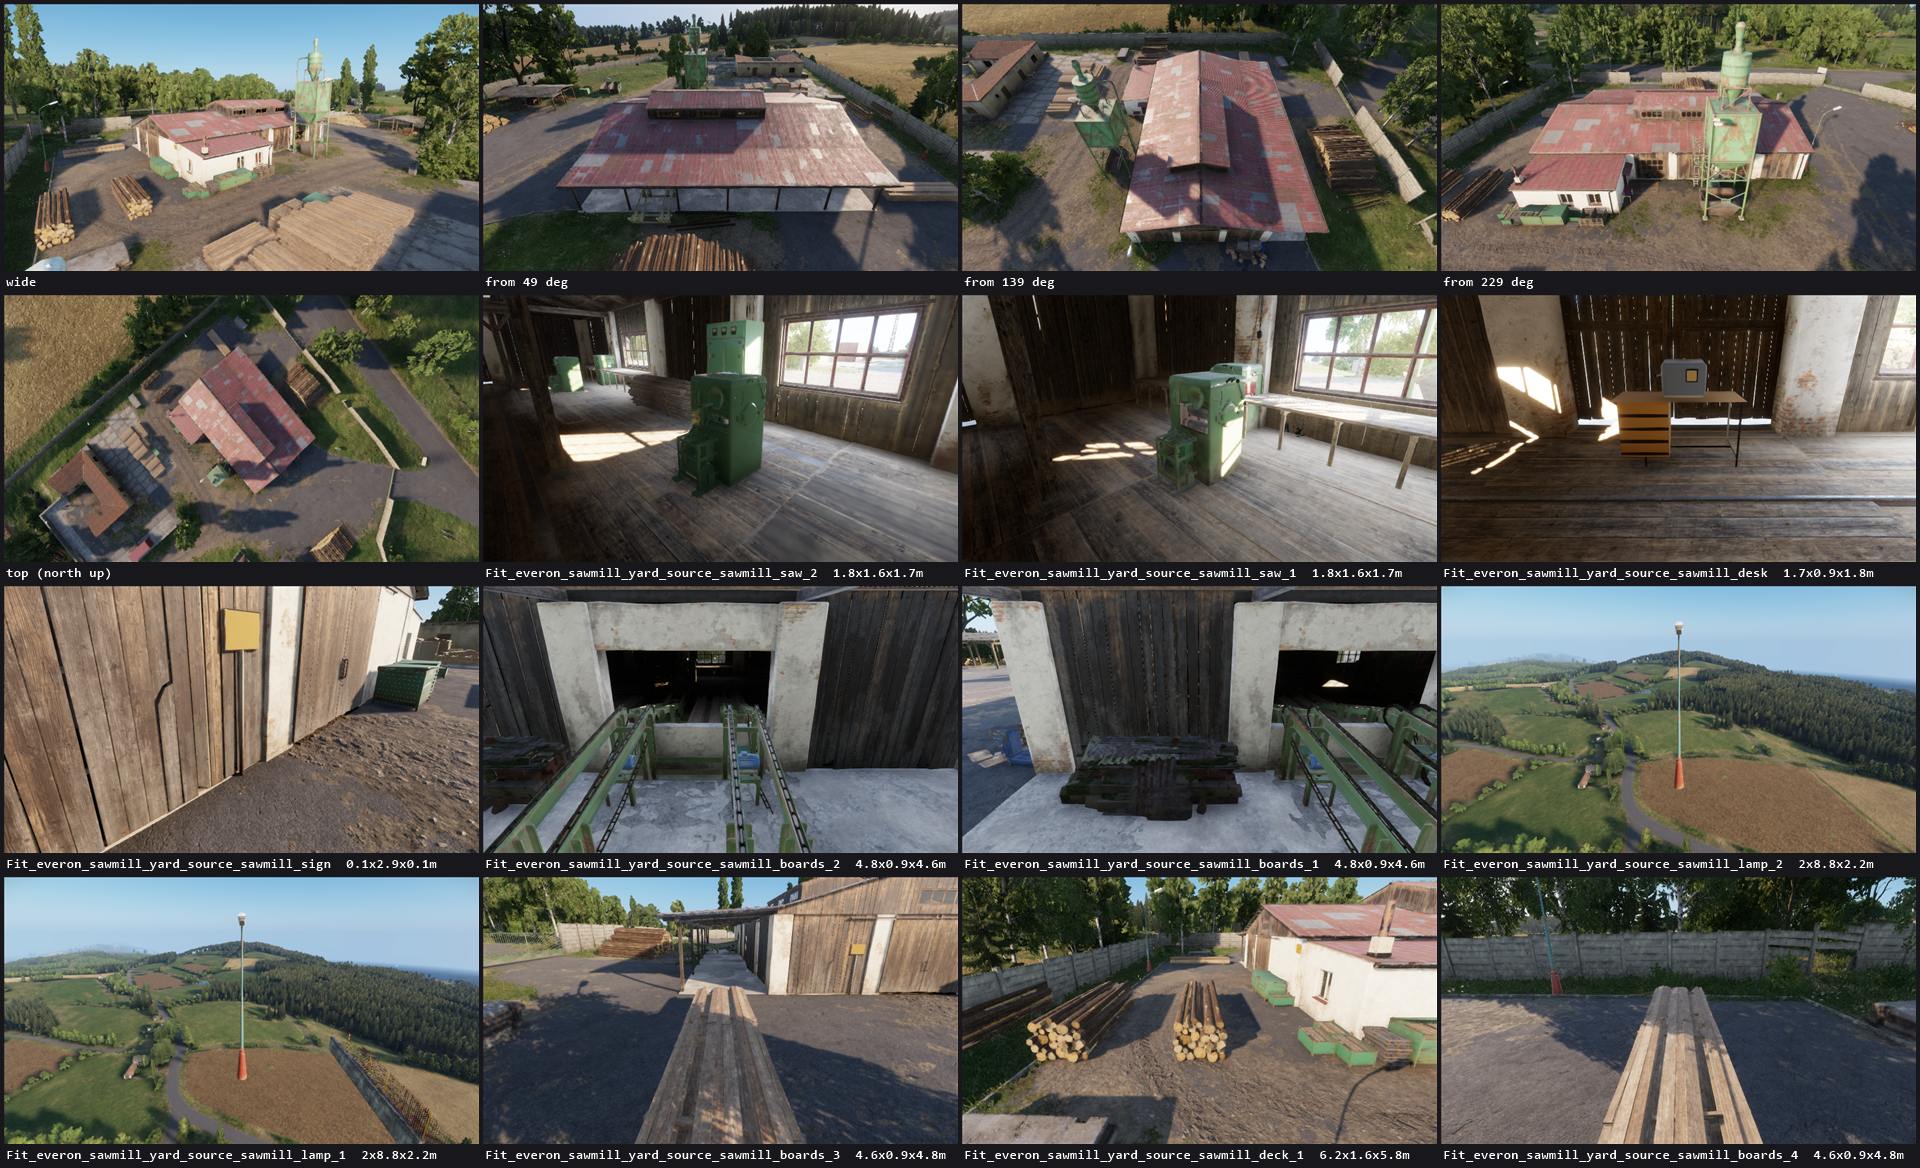 wide
from 49 deg
from 139 deg
from 229 deg
top (north up)
Fit_everon_sawmill_yard_source_sawmill_saw_2  1.8x1.6x1.7m
Fit_everon_sawmill_yard_source_sawmill_saw_1  1.8x1.6x1.7m
Fit_everon_sawmill_yard_source_sawmill_desk  1.7x0.9x1.8m
Fit_everon_sawmill_yard_source_sawmill_sign  0.1x2.9x0.1m
Fit_everon_sawmill_yard_source_sawmill_boards_2  4.8x0.9x4.6m
Fit_everon_sawmill_yard_source_sawmill_boards_1  4.8x0.9x4.6m
Fit_everon_sawmill_yard_source_sawmill_lamp_2  2x8.8x2.2m
Fit_everon_sawmill_yard_source_sawmill_lamp_1  2x8.8x2.2m
Fit_everon_sawmill_yard_source_sawmill_boards_3  4.6x0.9x4.8m
Fit_everon_sawmill_yard_source_sawmill_deck_1  6.2x1.6x5.8m
Fit_everon_sawmill_yard_source_sawmill_boards_4  4.6x0.9x4.8m